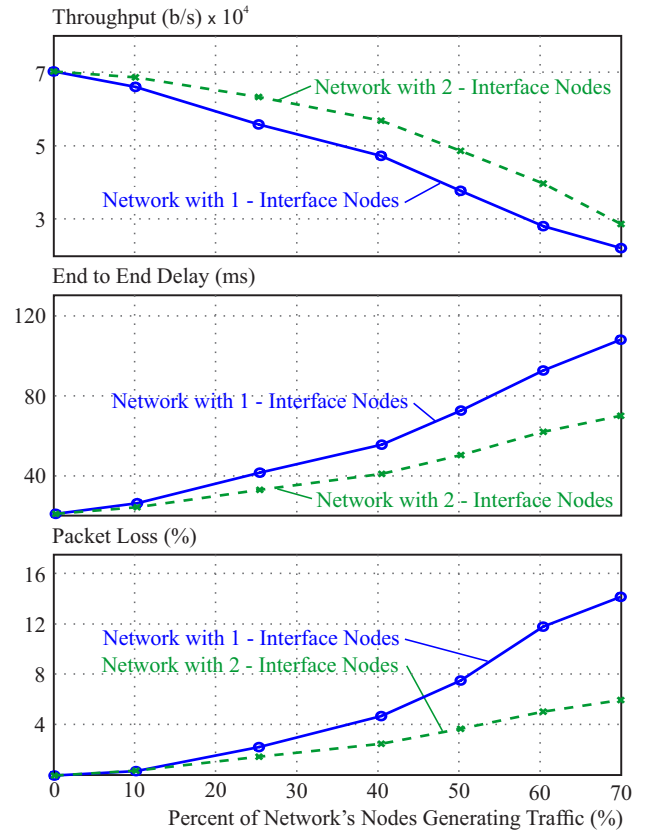 Throughput (b/s) x 10⁴
7
Network with 2 - Interface Nodes
5
Network with 1 - Interface Nodes
3
End to End Delay (ms)
120
80
Network with 1 - Interface Nodes
40
Network with 2 - Interface Nodes
Packet Loss (%)
16
12
Network with 1 - Interface Nodes
Network with 2 - Interface Nodes
8
4
0 10 20 30 40 50 60 70
Percent of Network's Nodes Generating Traffic (%)